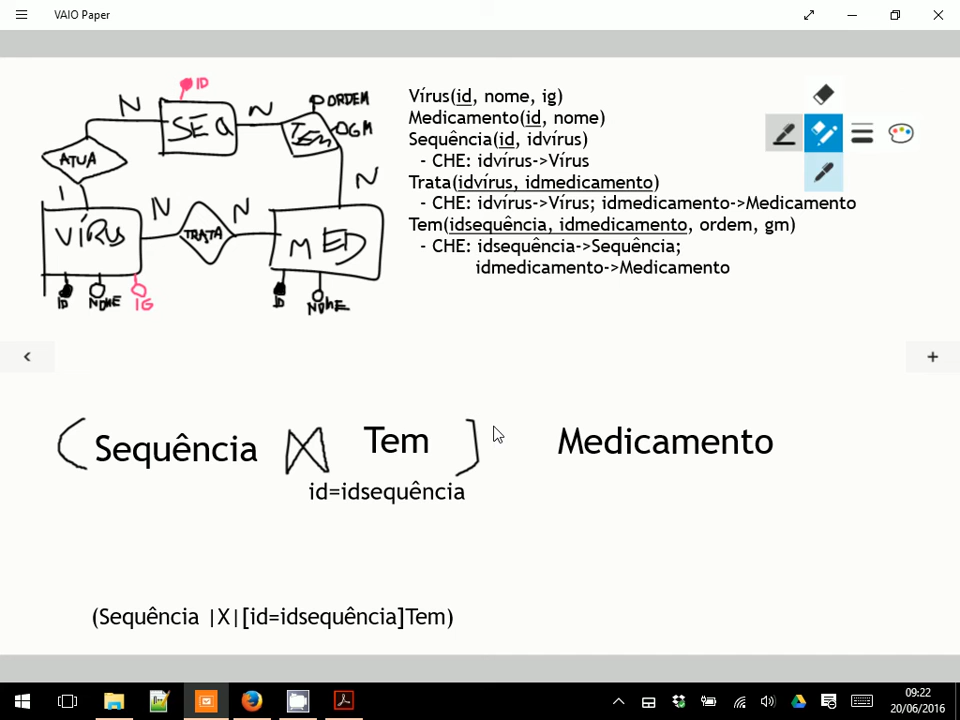 VAIO Paper
ID
N
SEQ
N
ORDEM
TEM
GM
ATUA
N
1
VÍRUS
N
TRATA
N
MED
ID
NOME
IG
ID
NOME
Vírus(id, nome, ig)
Medicamento(id, nome)
Sequência(id, idvírus)
- CHE: idvírus->Vírus
Trata(idvírus, idmedicamento)
- CHE: idvírus->Vírus; idmedicamento->Medicamento
Tem(idsequência, idmedicamento, ordem, gm)
- CHE: idsequência->Sequência;
idmedicamento->Medicamento
(Sequência ⋈ Tem) Medicamento
id=idsequência
(Sequência |X|[id=idsequência]Tem)
09:22
20/06/2016